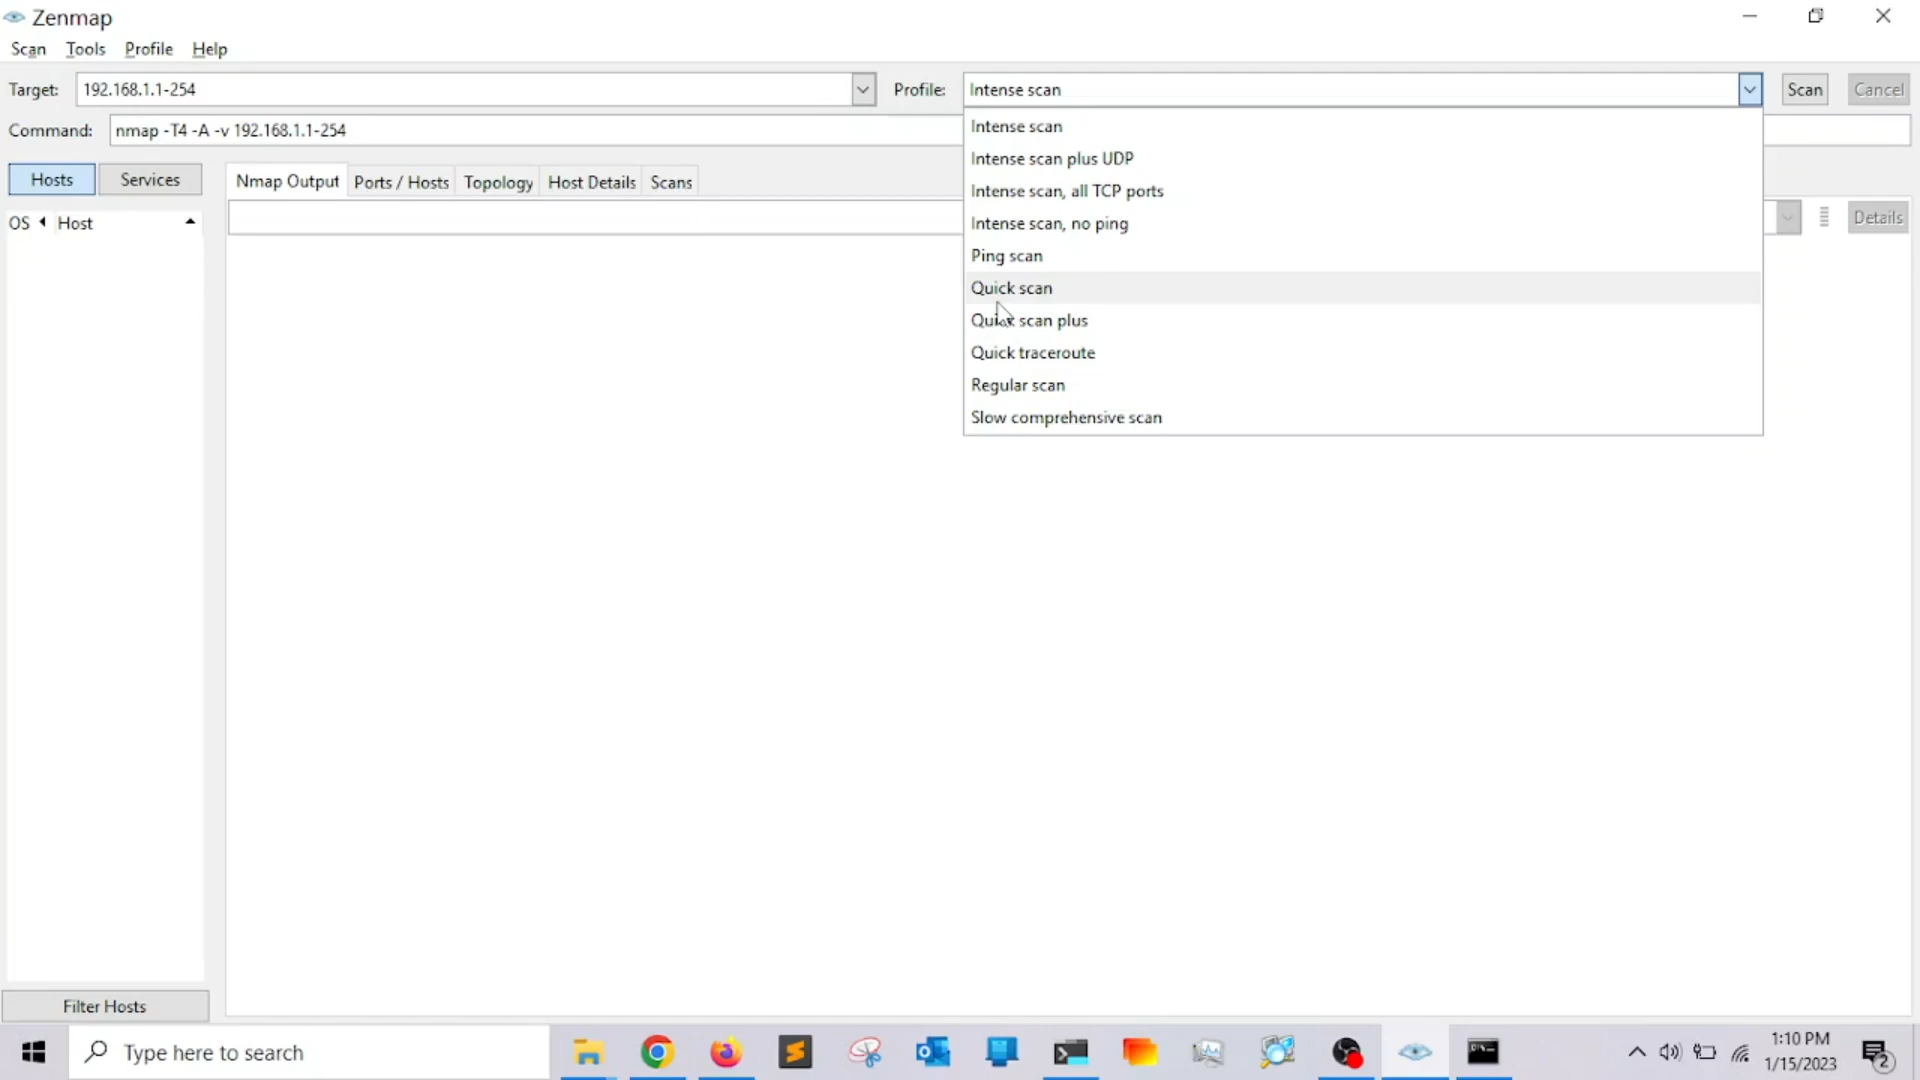 Zenmap
Scan Tools Profile Help
Target: 192.168.1.1-254 Profile: Intense scan Scan Cancel
Command: nmap -T4 -A -v 192.168.1.1-254
Hosts Services Nmap Output Ports / Hosts Topology Host Details Scans
OS Host Details
Intense scan
Intense scan plus UDP
Intense scan, all TCP ports
Intense scan, no ping
Ping scan
Quick scan
Quick scan plus
Quick traceroute
Regular scan
Slow comprehensive scan
Filter Hosts
Type here to search
1:10 PM
1/15/2023
2